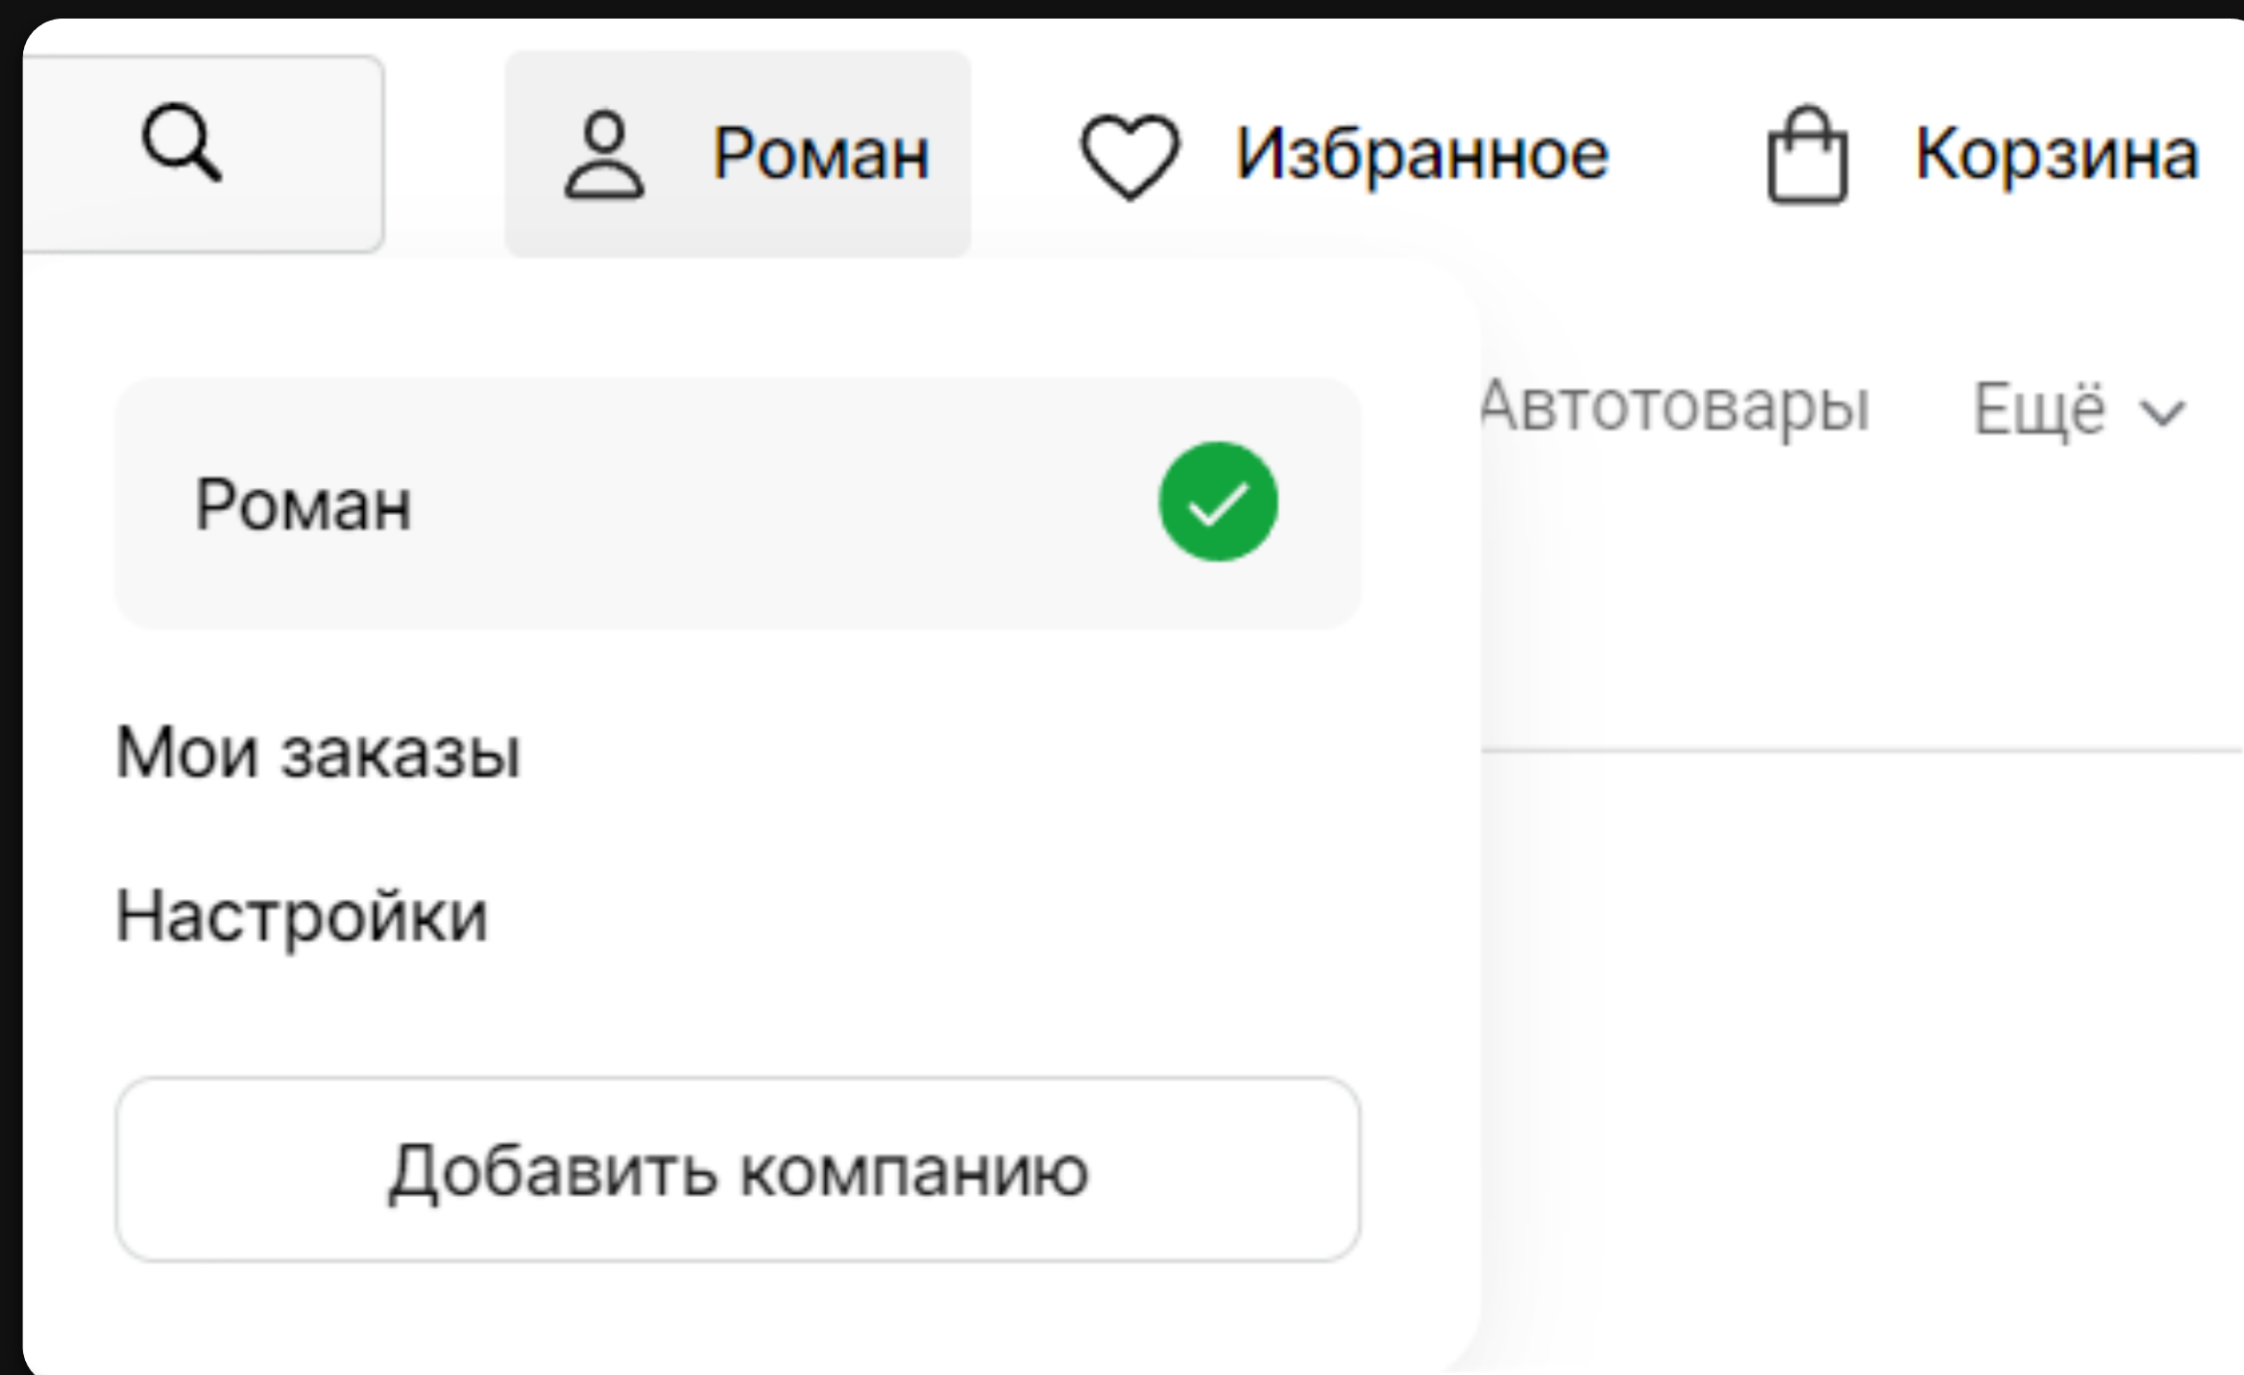 Роман Избранное Корзина
Автотовары Ещё
Роман
Мои заказы
Настройки
Добавить компанию